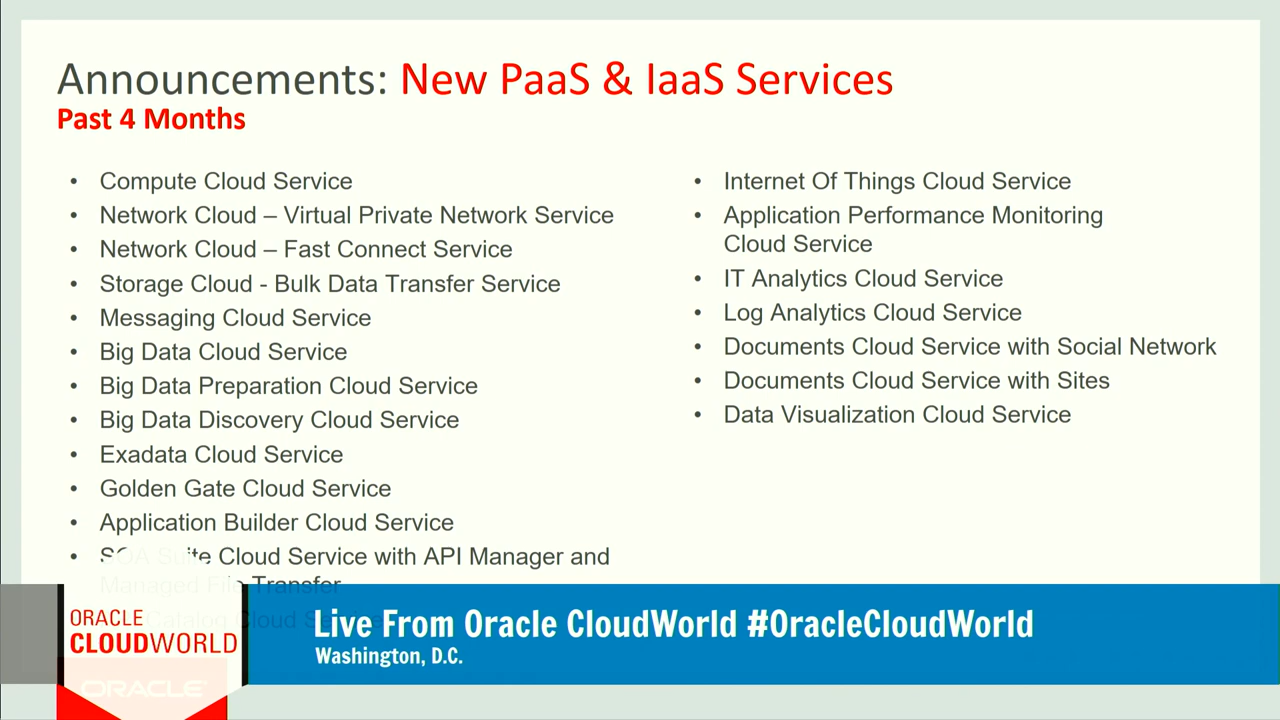 Announcements: New PaaS & IaaS Services
Past 4 Months
• Compute Cloud Service
• Network Cloud – Virtual Private Network Service
• Network Cloud – Fast Connect Service
• Storage Cloud - Bulk Data Transfer Service
• Messaging Cloud Service
• Big Data Cloud Service
• Big Data Preparation Cloud Service
• Big Data Discovery Cloud Service
• Exadata Cloud Service
• Golden Gate Cloud Service
• Application Builder Cloud Service
• SOA Suite Cloud Service with API Manager and
Managed File Transfer
Catalog Cloud
• Internet Of Things Cloud Service
• Application Performance Monitoring
Cloud Service
• IT Analytics Cloud Service
• Log Analytics Cloud Service
• Documents Cloud Service with Social Network
• Documents Cloud Service with Sites
• Data Visualization Cloud Service
ORACLE
CLOUDWORLD
ORACLE
Live From Oracle CloudWorld #OracleCloudWorld
Washington, D.C.